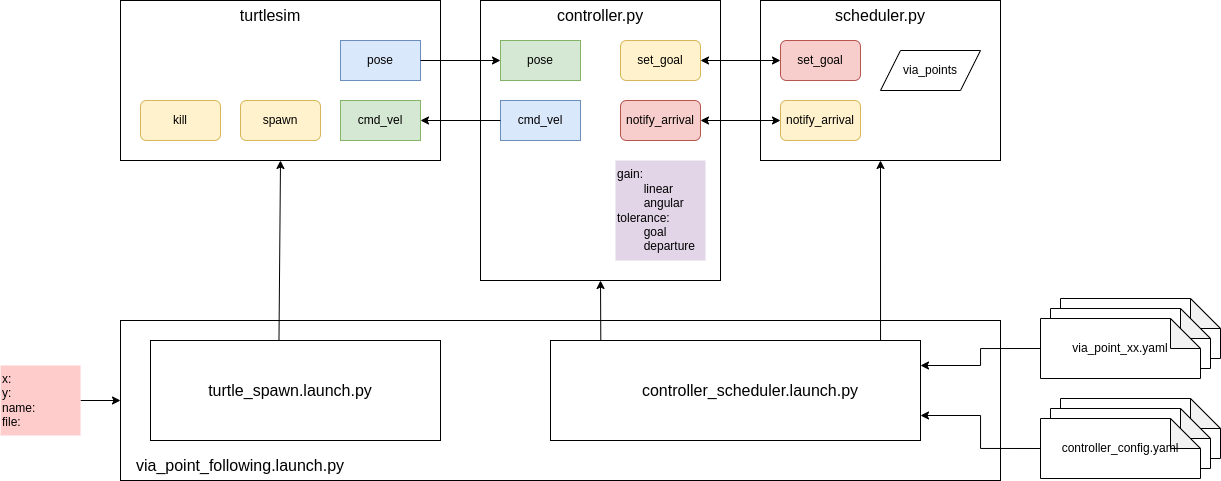 turtlesim
controller.py
scheduler.py
pose
pose
set_goal
set_goal
via_points
kill
spawn
cmd_vel
cmd_vel
notify_arrival
notify_arrival
gain:
linear
angular
tolerance:
goal
departure
x:
y:
name:
file:
turtle_spawn.launch.py
controller_scheduler.launch.py
via_point_following.launch.py
via_point_xx.yaml
controller_config.yaml